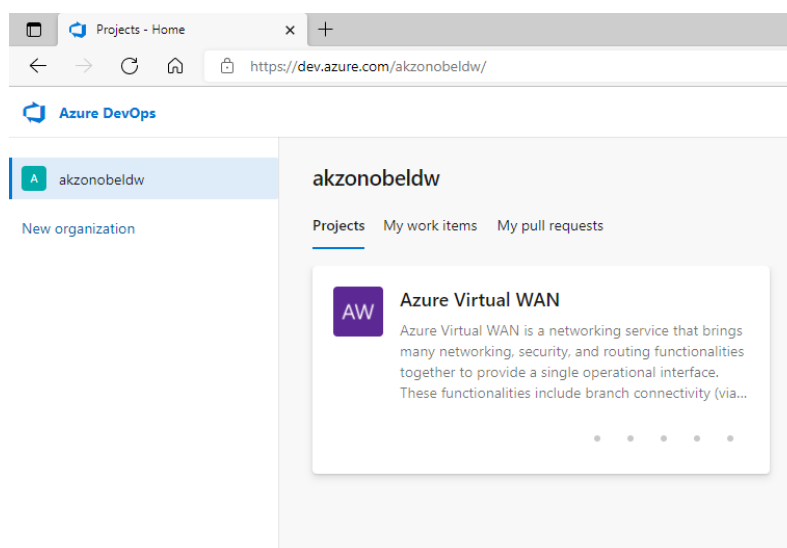 Projects - Home
https://dev.azure.com/akzonobeldw/
Azure DevOps
A akzonobeldw
New organization
akzonobeldw
Projects My work items My pull requests
AW
Azure Virtual WAN
Azure Virtual WAN is a networking service that brings
many networking, security, and routing functionalities
together to provide a single operational interface.
These functionalities include branch connectivity (via...